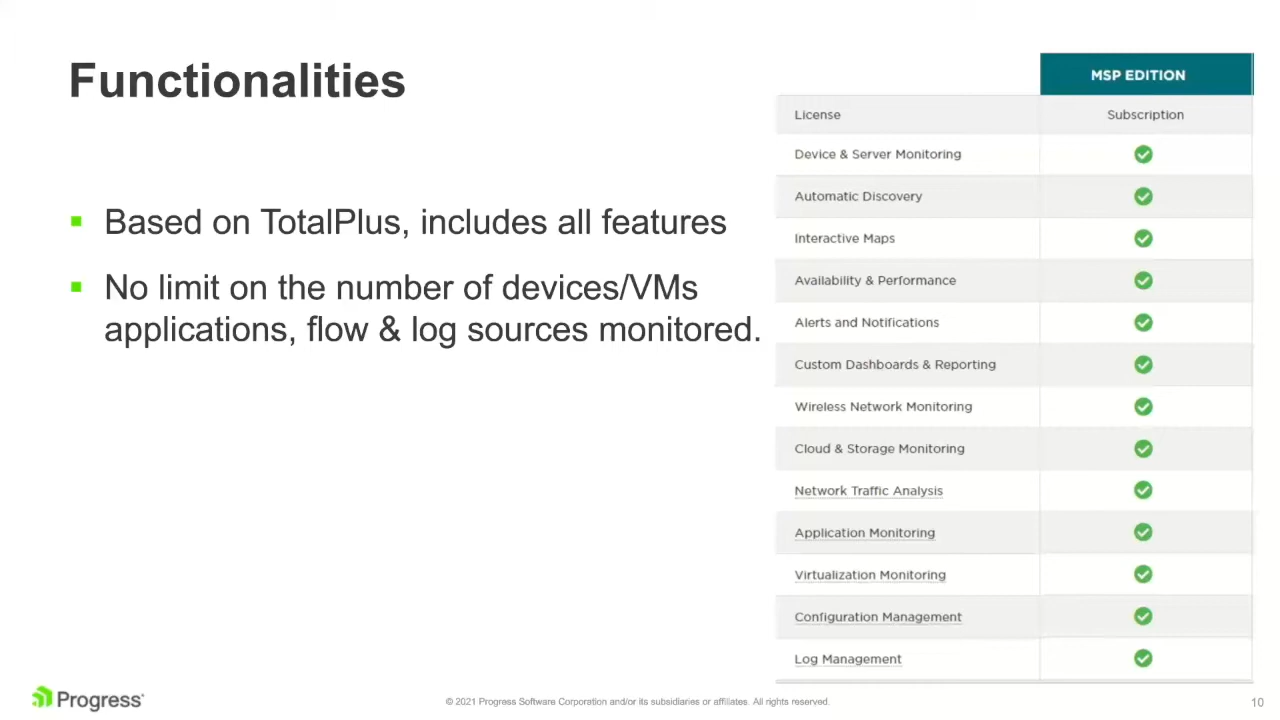 Functionalities
Based on TotalPlus, includes all features
No limit on the number of devices/VMs
applications, flow & log sources monitored.
MSP EDITION
License Subscription
Device & Server Monitoring
Automatic Discovery
Interactive Maps
Availability & Performance
Alerts and Notifications
Custom Dashboards & Reporting
Wireless Network Monitoring
Cloud & Storage Monitoring
Network Traffic Analysis
Application Monitoring
Virtualization Monitoring
Configuration Management
Log Management
Progress
© 2021 Progress Software Corporation and/or its subsidiaries or affiliates. All rights reserved.
10